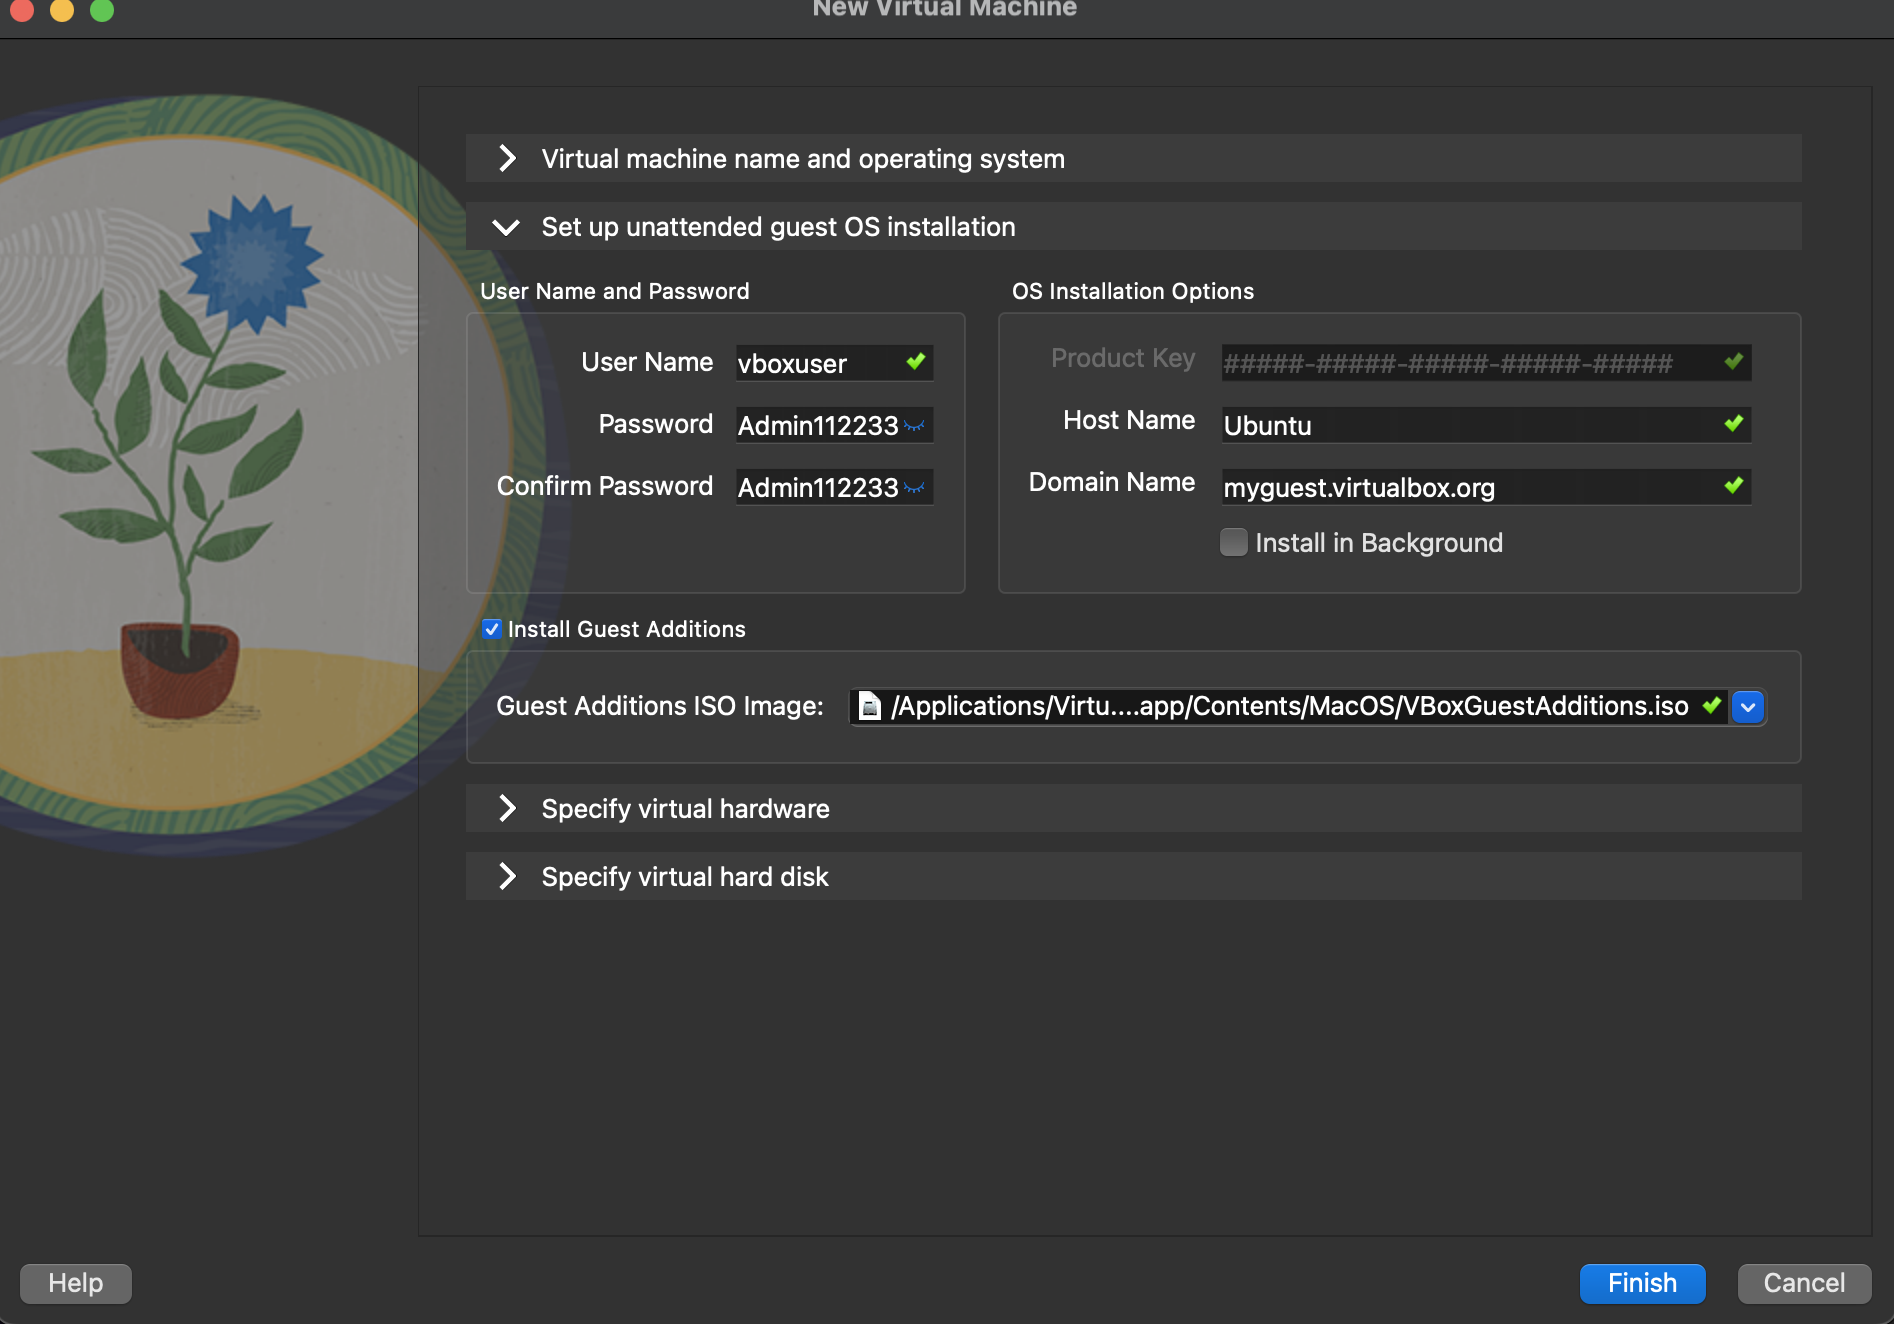 New Virtual Machine
Virtual machine name and operating system
Set up unattended guest OS installation
User Name and Password
User Name vboxuser
Password Admin112233
Confirm Password Admin112233
OS Installation Options
Product Key #####-#####-#####-#####-#####
Host Name Ubuntu
Domain Name myguest.virtualbox.org
Install in Background
Install Guest Additions
Guest Additions ISO Image: /Applications/Virtu....app/Contents/MacOS/VBoxGuestAdditions.iso
Specify virtual hardware
Specify virtual hard disk
Help
Finish
Cancel